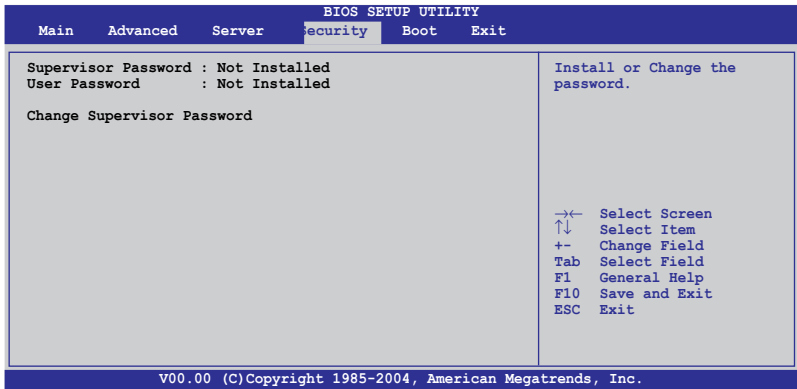 BIOS SETUP UTILITY
Main Advanced Server Security Boot Exit
Supervisor Password : Not Installed
User Password : Not Installed
Change Supervisor Password
Install or Change the
password.
→← Select Screen
↑↓ Select Item
+- Change Field
Tab Select Field
F1 General Help
F10 Save and Exit
ESC Exit
V00.00 (C)Copyright 1985-2004, American Megatrends, Inc.